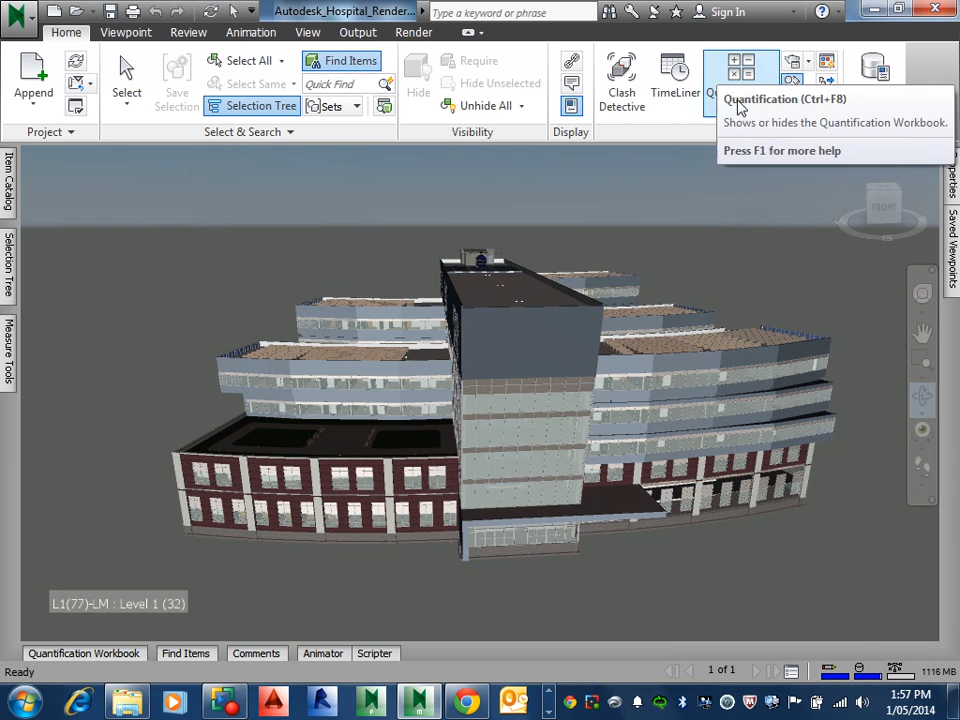 Autodesk_Hospital_Render...
Type a keyword or phrase
Sign In
Home
Viewpoint
Review
Animation
View
Output
Render
Append
Select
Save
Selection
Select All
Select Same
Selection Tree
Find Items
Quick Find
Sets
Hide
Require
Hide Unselected
Unhide All
Clash
Detective
TimeLiner
Quantification (Ctrl+F8)
Shows or hides the Quantification Workbook.
Press F1 for more help
Project
Select & Search
Visibility
Display
Item Catalog
Selection Tree
Measure Tools
Saved Viewpoints
FRONT
L1(77)-LM : Level 1 (32)
Quantification Workbook
Find Items
Comments
Animator
Scripter
Ready
1 of 1
1116 MB
1:57 PM
1/05/2014